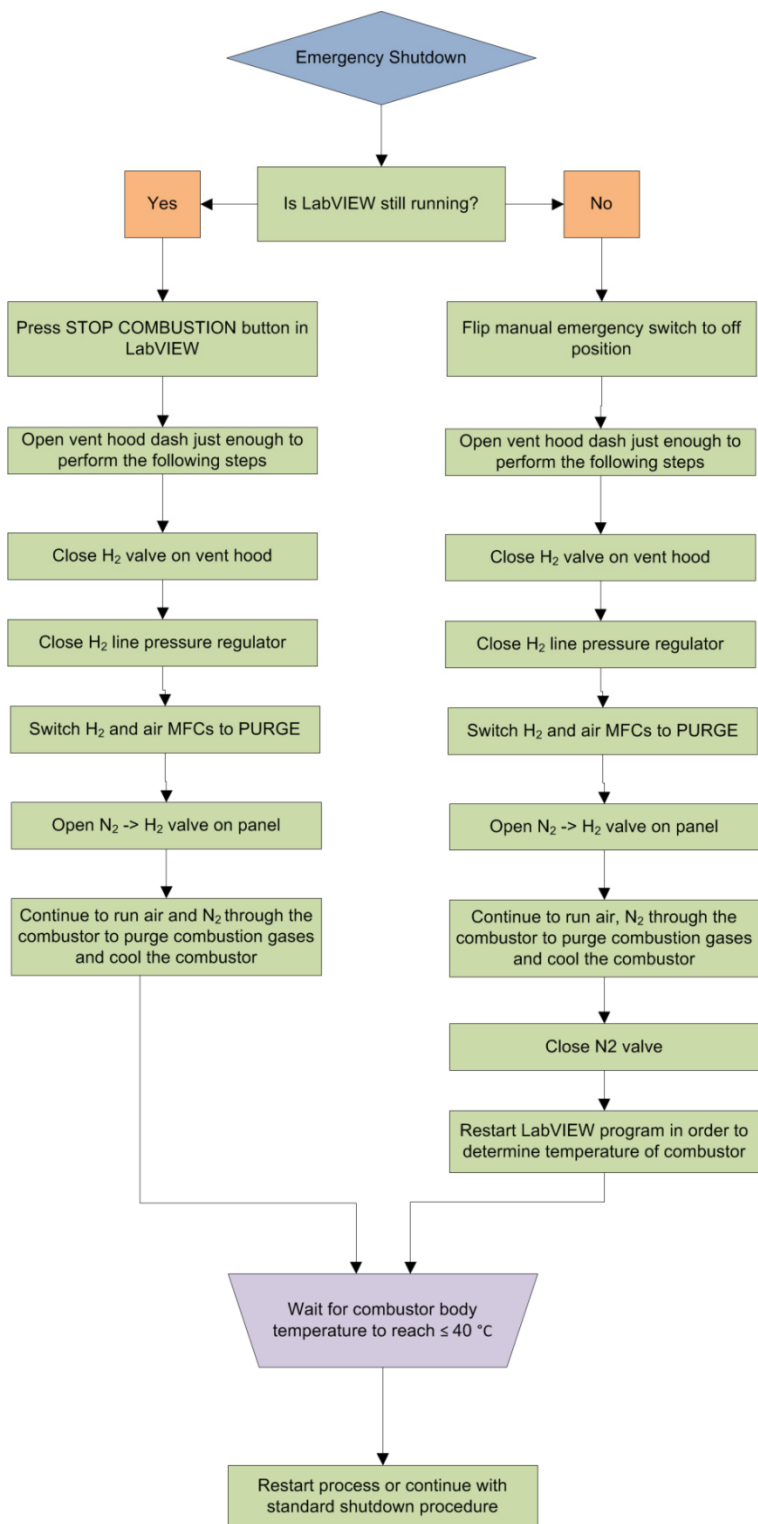 Emergency Shutdown
Is LabVIEW still running?
Yes
No
Press STOP COMBUSTION button in
LabVIEW
Open vent hood dash just enough to
perform the following steps
Close H₂ valve on vent hood
Close H₂ line pressure regulator
Switch H₂ and air MFCs to PURGE
Open N₂ -> H₂ valve on panel
Continue to run air and N₂ through the
combustor to purge combustion gases
and cool the combustor
Flip manual emergency switch to off
position
Open vent hood dash just enough to
perform the following steps
Close H₂ valve on vent hood
Close H₂ line pressure regulator
Switch H₂ and air MFCs to PURGE
Open N₂ -> H₂ valve on panel
Continue to run air, N₂ through the
combustor to purge combustion gases
and cool the combustor
Close N2 valve
Restart LabVIEW program in order to
determine temperature of combustor
Wait for combustor body
temperature to reach ≤ 40 °C
Restart process or continue with
standard shutdown procedure